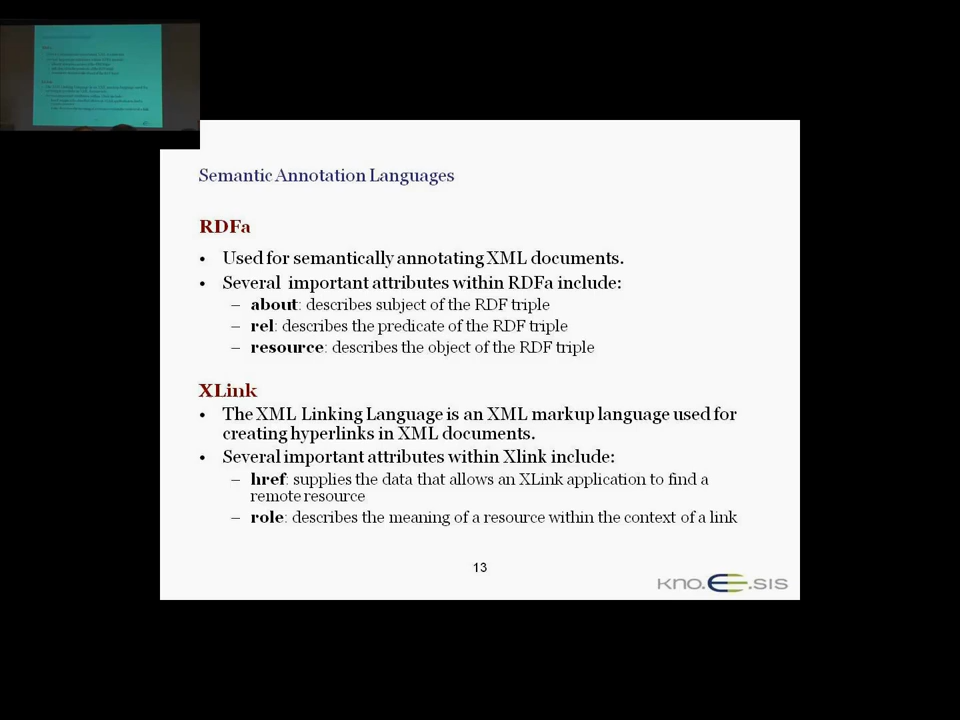 Semantic Annotation Languages
RDFa
• Used for semantically annotating XML documents.
• Several important attributes within RDFa include:
– about: describes subject of the RDF triple
– rel: describes the predicate of the RDF triple
– resource: describes the object of the RDF triple
XLink
• The XML Linking Language is an XML markup language used for
creating hyperlinks in XML documents.
• Several important attributes within Xlink include:
– href: supplies the data that allows an XLink application to find a
remote resource
– role: describes the meaning of a resource within the context of a link
13
kno.e.sis